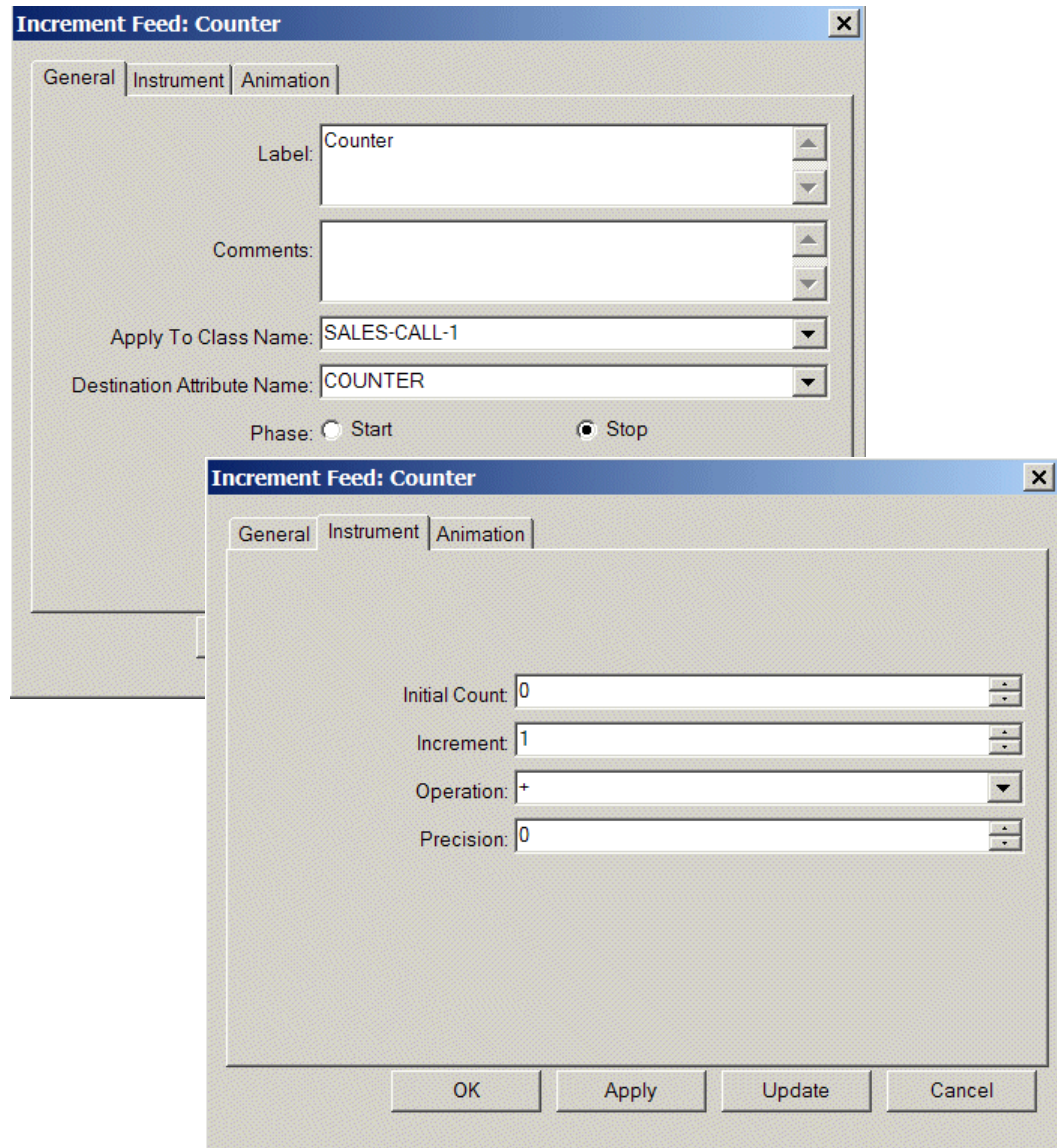 Increment Feed: Counter
General Instrument Animation
Label: Counter
Comments:
Apply To Class Name: SALES-CALL-1
Destination Attribute Name: COUNTER
Phase: Start Stop
Increment Feed: Counter
General Instrument Animation
Initial Count: 0
Increment: 1
Operation: +
Precision: 0
OK Apply Update Cancel